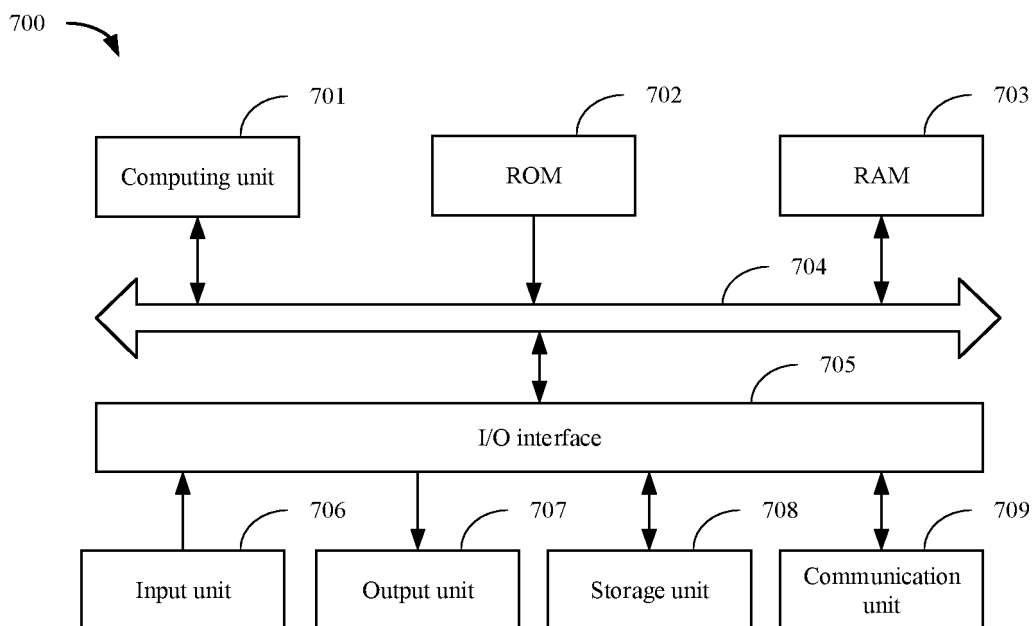 700
701
702
703
Computing unit
ROM
RAM
704
705
I/O interface
706
707
708
709
Input unit
Output unit
Storage unit
Communication
unit